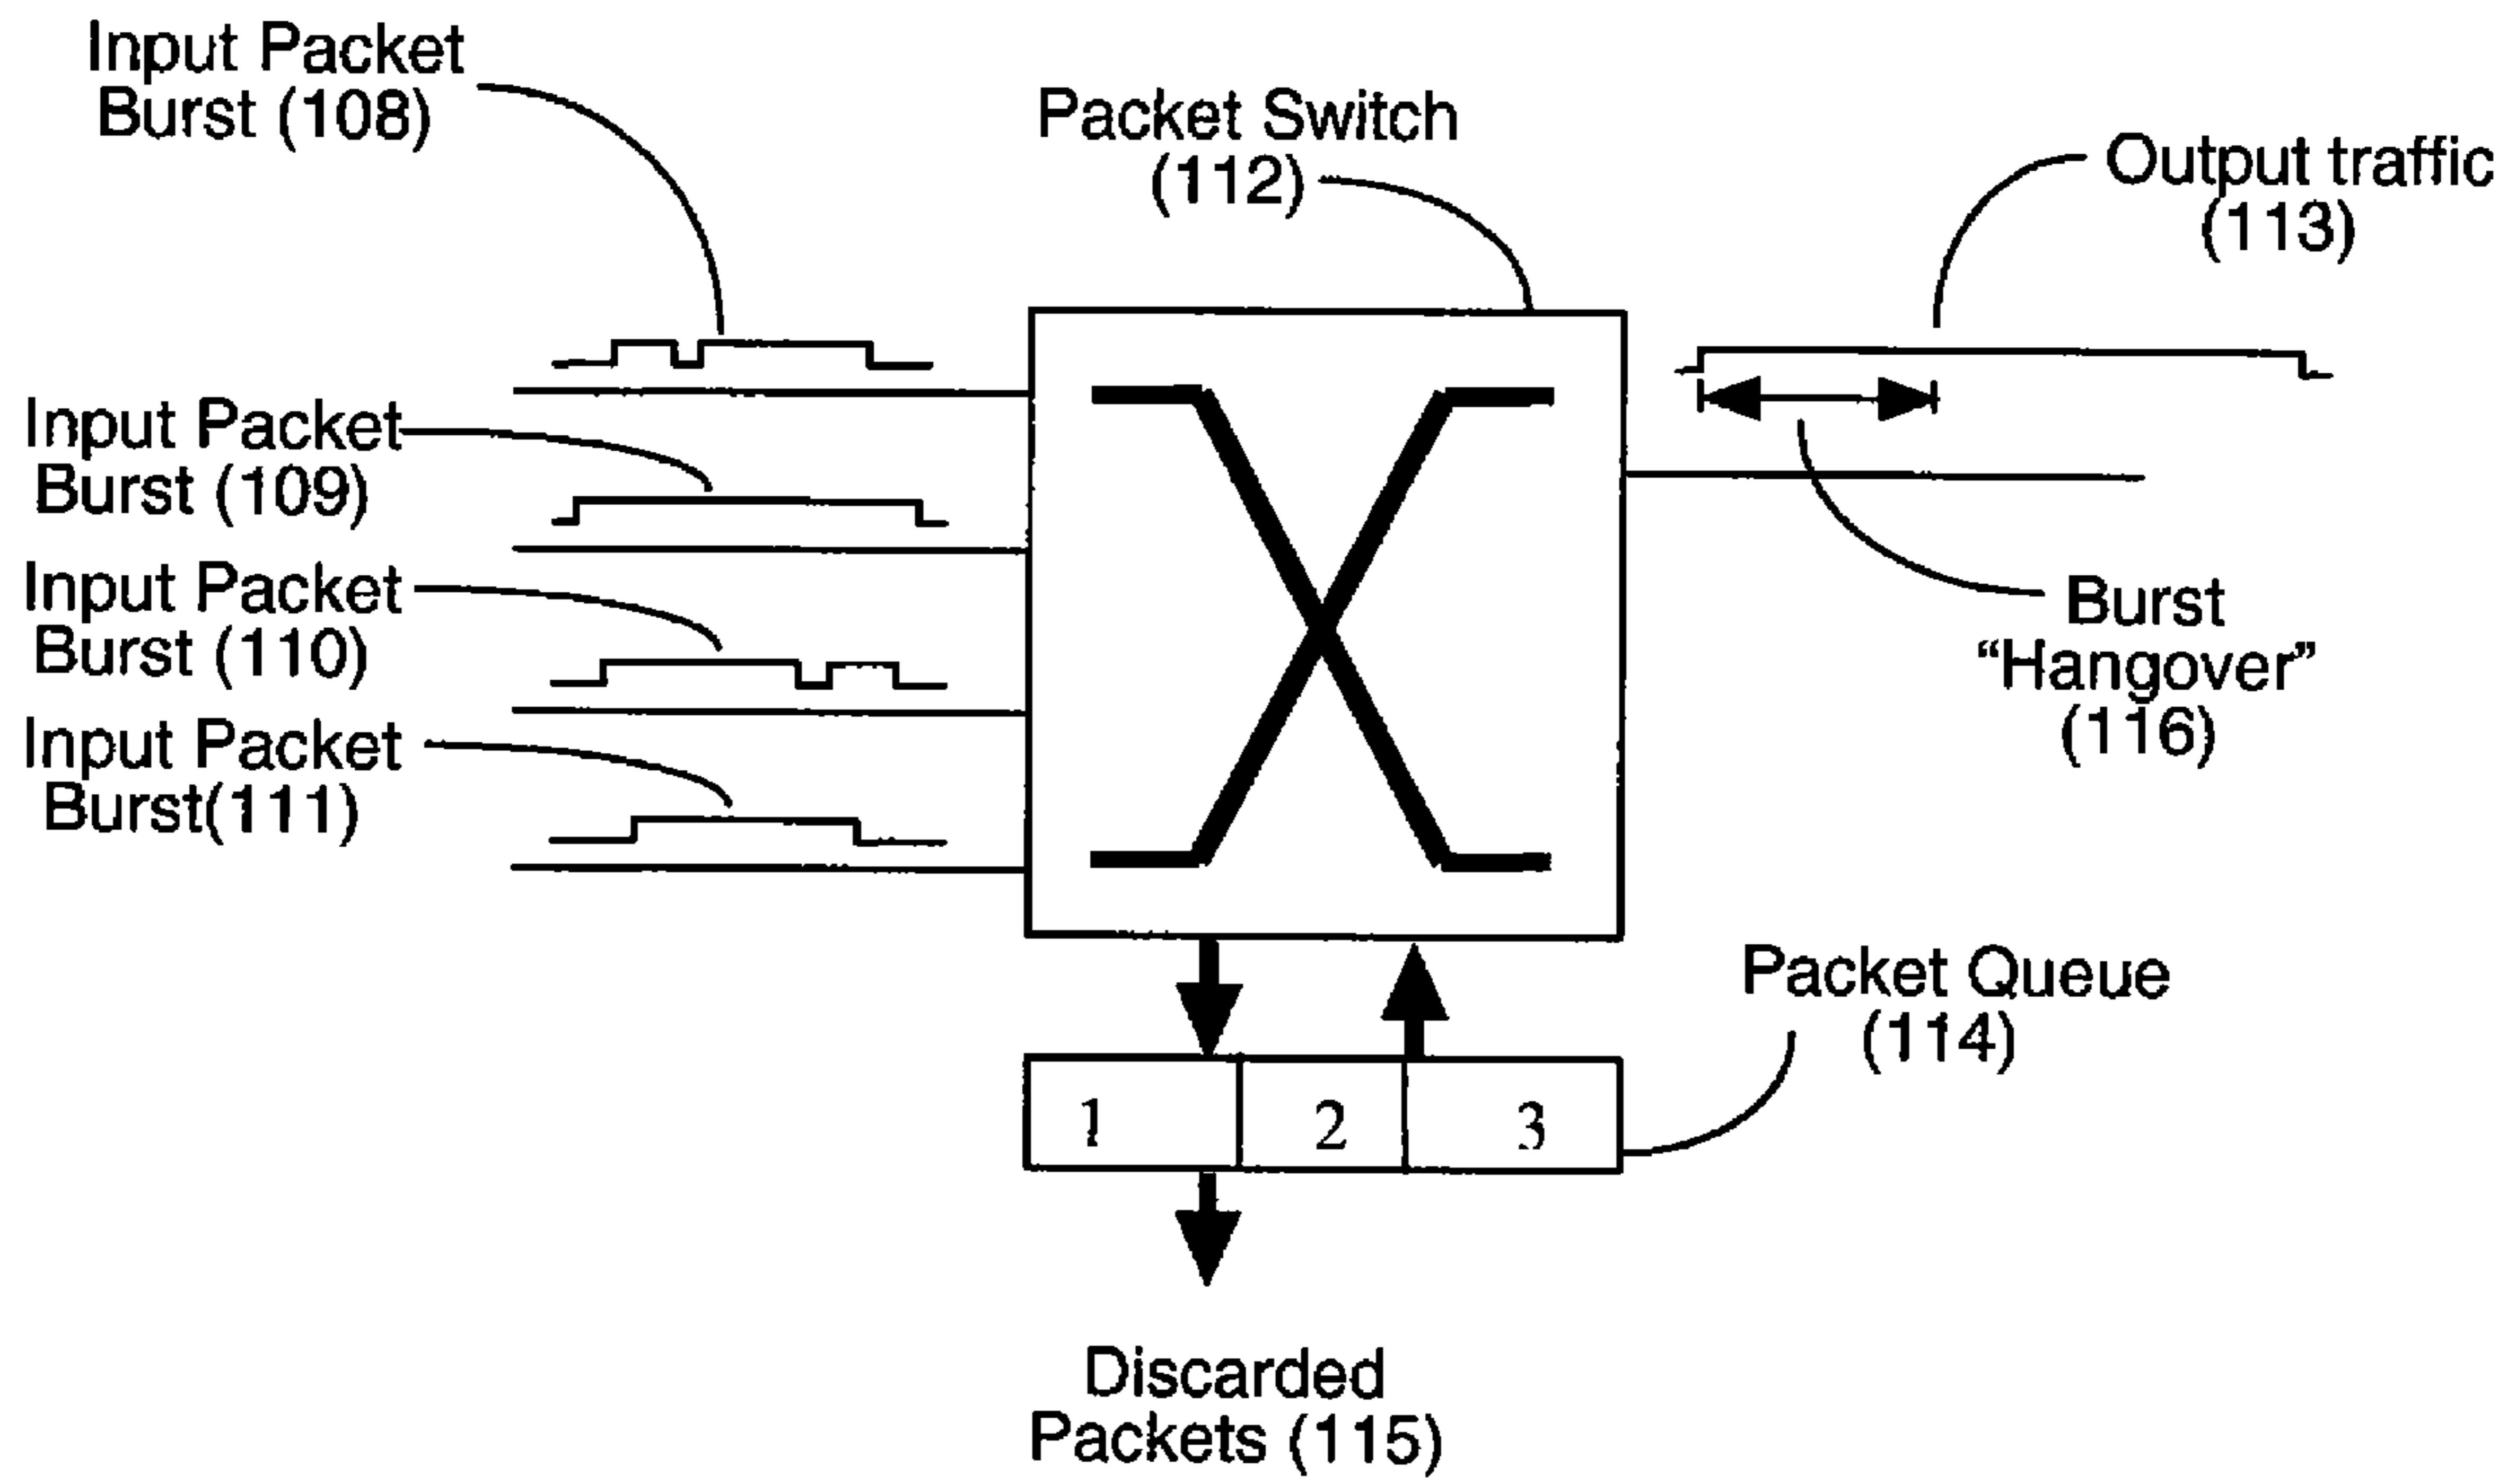 Input Packet
Burst (108)
Packet Switch
(112)
Output traffic
(113)
Input Packet
Burst (109)
Input Packet
Burst (110)
Input Packet
Burst(111)
Burst
“Hangover”
(116)
Packet Queue
(114)
1 2 3
Discarded
Packets (115)